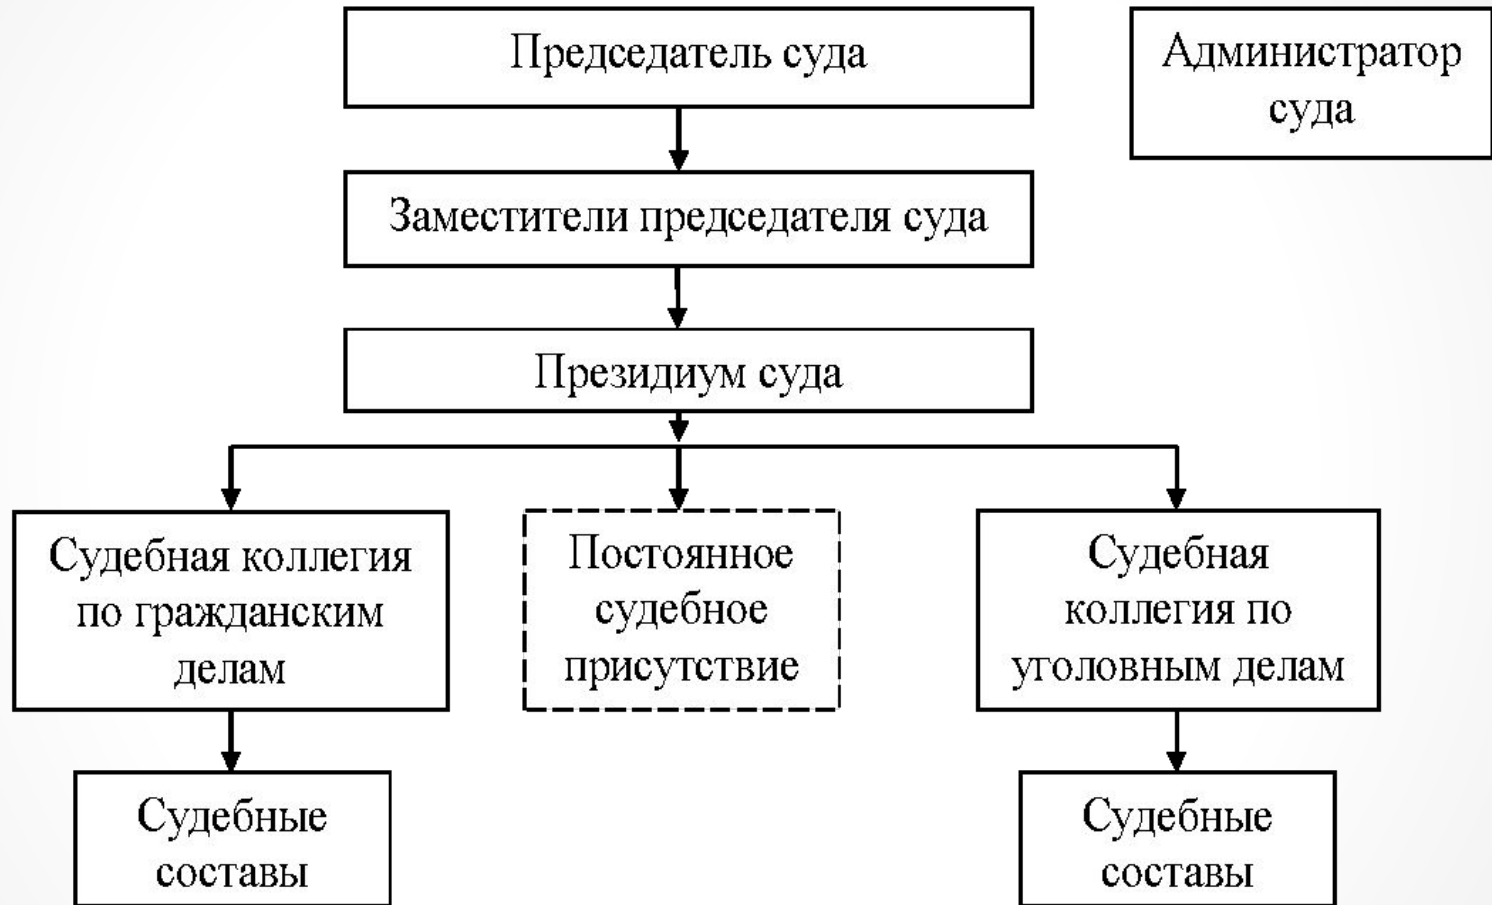 Председатель суда
Администратор
суда
Заместители председателя суда
Президиум суда
Судебная коллегия
по гражданским
делам
Постоянное
судебное
присутствие
Судебная
коллегия по
уголовным делам
Судебные
составы
Судебные
составы